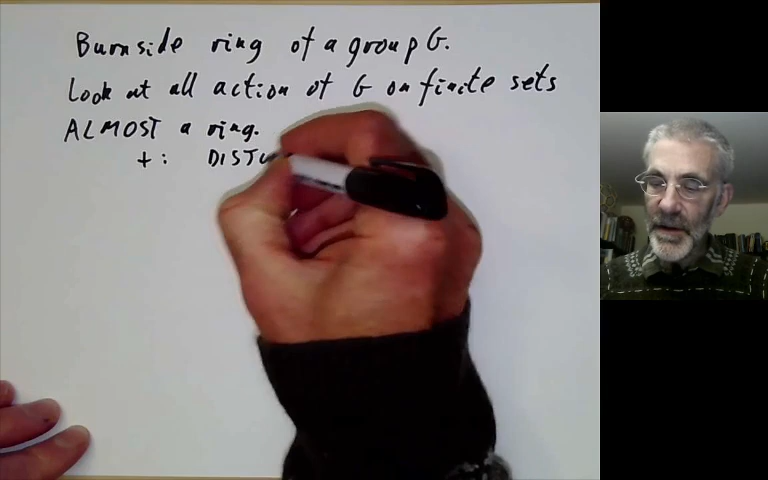 Burnside ring of a group G.
Look at all action of G on finite sets
ALMOST a ring.
+: